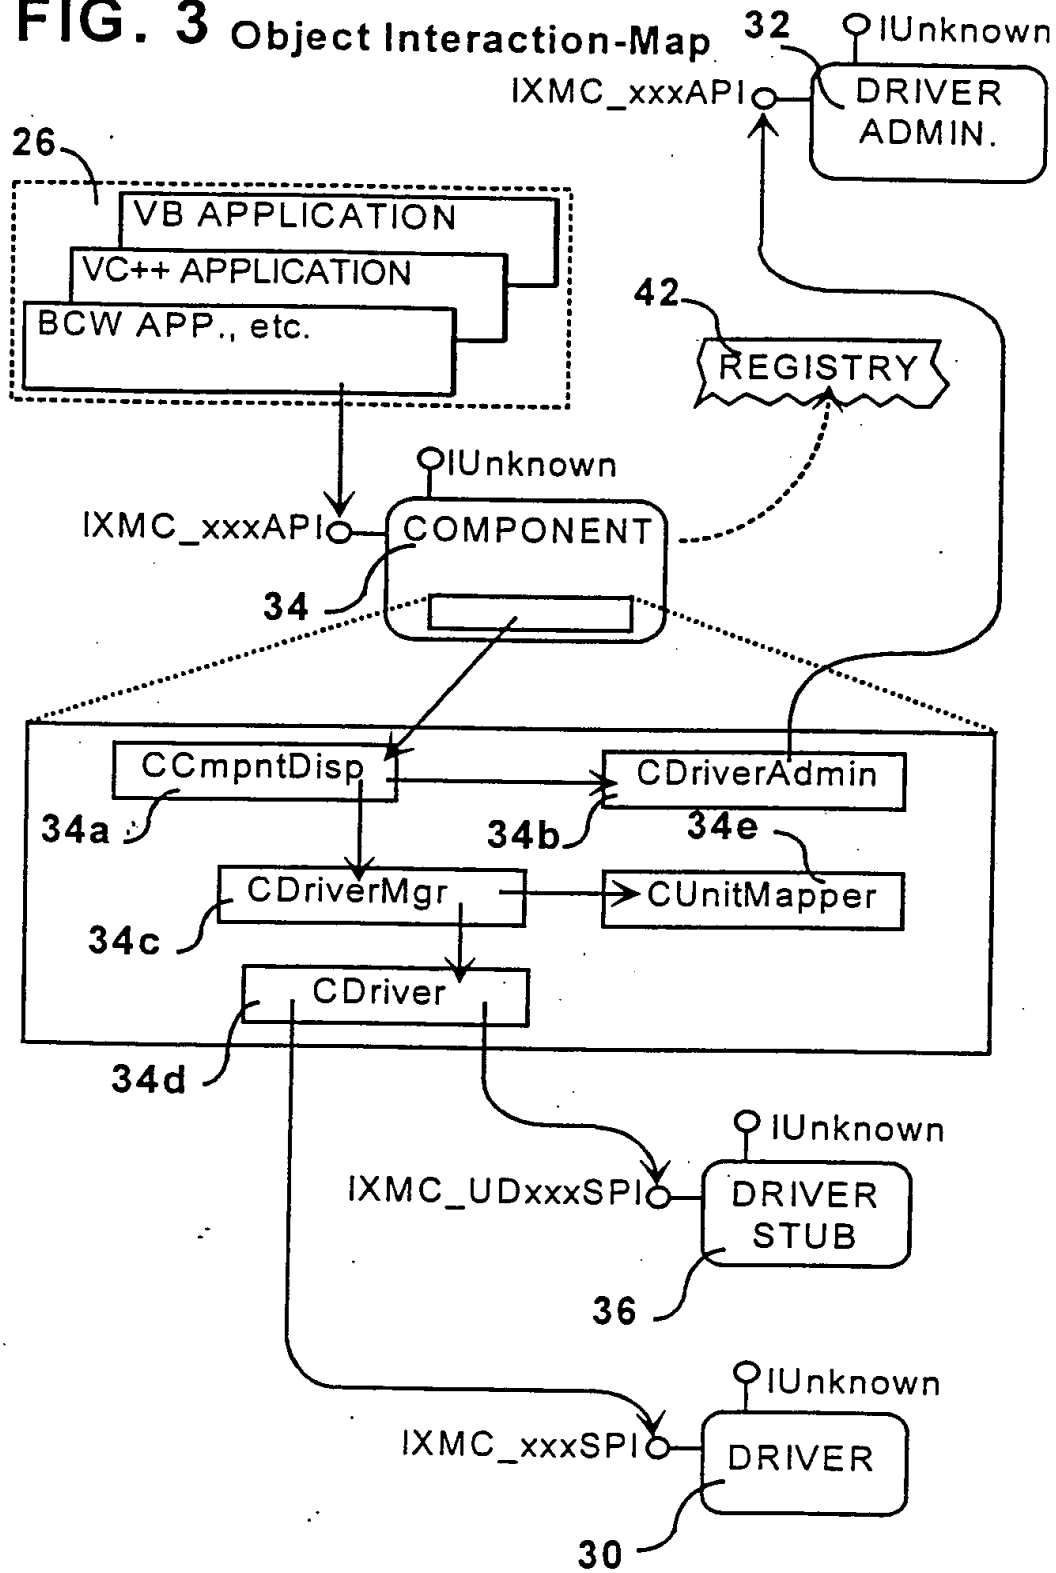 FIG. 3 Object Interaction-Map
32
IUnknown
IXMC_xxxAPI
DRIVER
ADMIN.
26
VB APPLICATION
VC++ APPLICATION
BCW APP., etc.
42
REGISTRY
IUnknown
IXMC_xxxAPI
COMPONENT
34
CCmpntDisp
CDriverAdmin
34a
34b
34e
CDriverMgr
CUnitMapper
34c
CDriver
34d
IUnknown
IXMC_UDxxxSPI
DRIVER
STUB
36
IUnknown
IXMC_xxxSPI
DRIVER
30